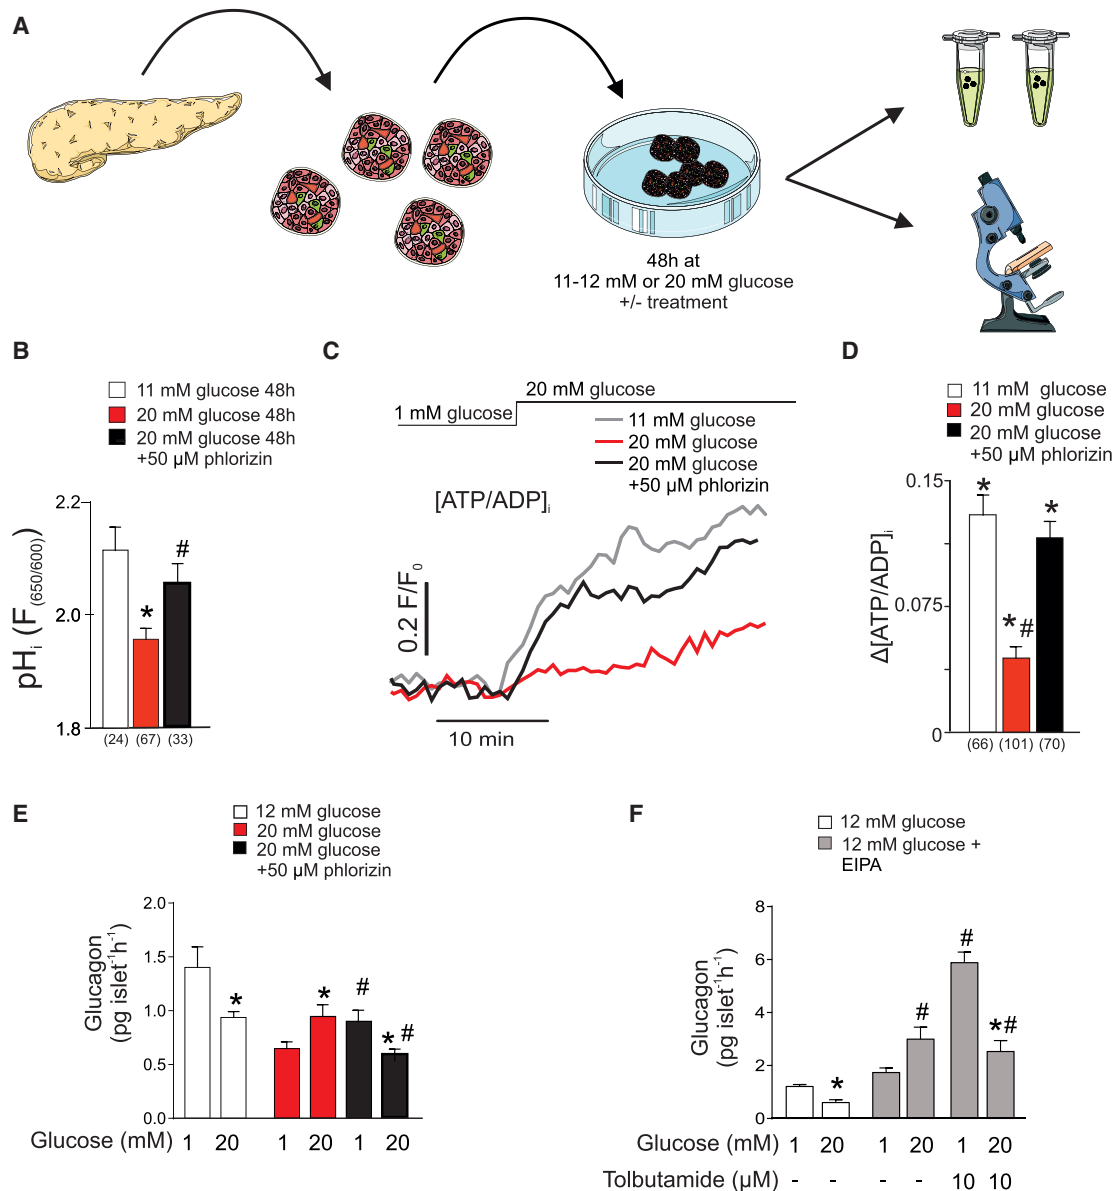 A
48h at
11-12 mM or 20 mM glucose
+/- treatment
B
11 mM glucose 48h
20 mM glucose 48h
20 mM glucose 48h
+50 µM phlorizin
pHi (F(650/600))
2.2
2.0
1.8
*
#
(24) (67) (33)
C
20 mM glucose
1 mM glucose
11 mM glucose
20 mM glucose
20 mM glucose
+50 µM phlorizin
[ATP/ADP]i
0.2 F/F0
10 min
D
11 mM glucose
20 mM glucose
20 mM glucose
+50 µM phlorizin
Δ[ATP/ADP]i
0.15
0.075
0
*
*#
*
(66) (101) (70)
E
12 mM glucose
20 mM glucose
20 mM glucose
+50 µM phlorizin
Glucagon
(pg islet-1h-1)
2.0
1.5
1.0
0.5
0.0
*
*
#
*#
Glucose (mM) 1 20 1 20 1 20
F
12 mM glucose
12 mM glucose +
EIPA
Glucagon
(pg islet-1h-1)
8
6
4
2
0
*
#
#
*#
Glucose (mM) 1 20 1 20 1 20
Tolbutamide (µM) - - - - 10 10